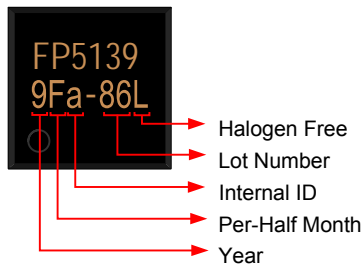 FP5139
9Fa-86L
Halogen Free
Lot Number
Internal ID
Per-Half Month
Year